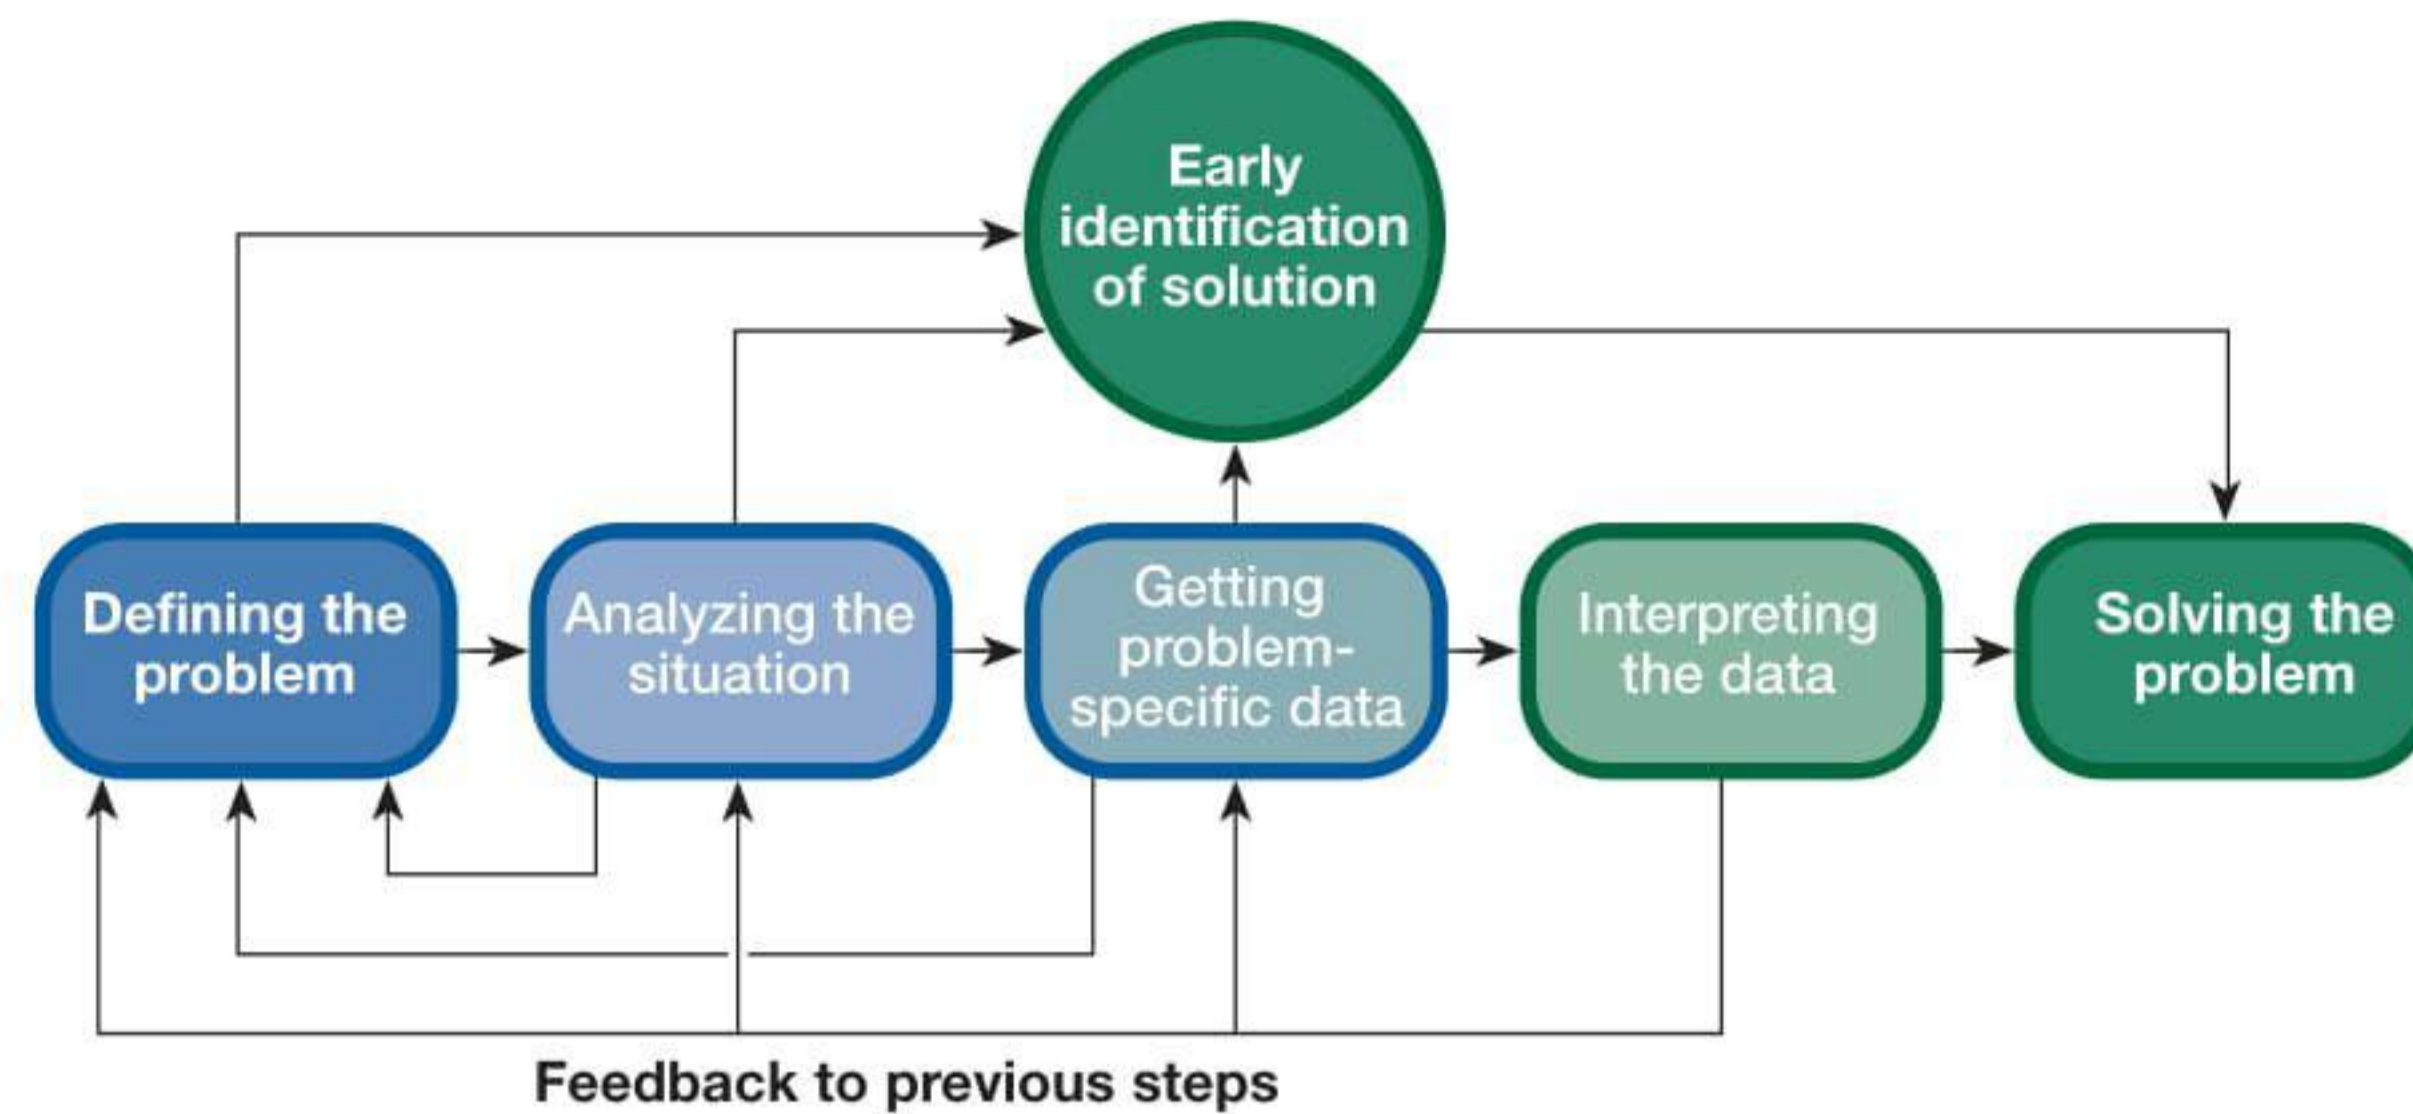 Early
identification
of solution
Defining the
problem
Analyzing the
situation
Getting
problem-
specific data
Interpreting
the data
Solving the
problem
Feedback to previous steps